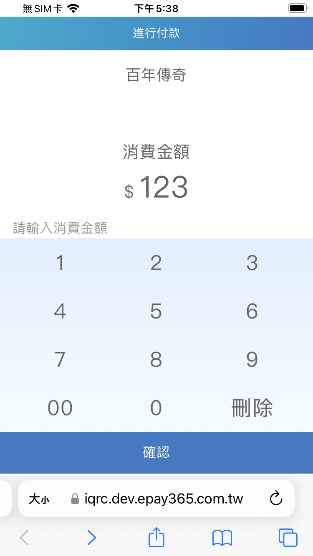 無SIM卡 下午5:38
進行付款
百年傳奇
消費金額
$ 123
請輸入消費金額
1 2 3
4 5 6
7 8 9
00 0 刪除
確認
大小 iqrc.dev.epay365.com.tw